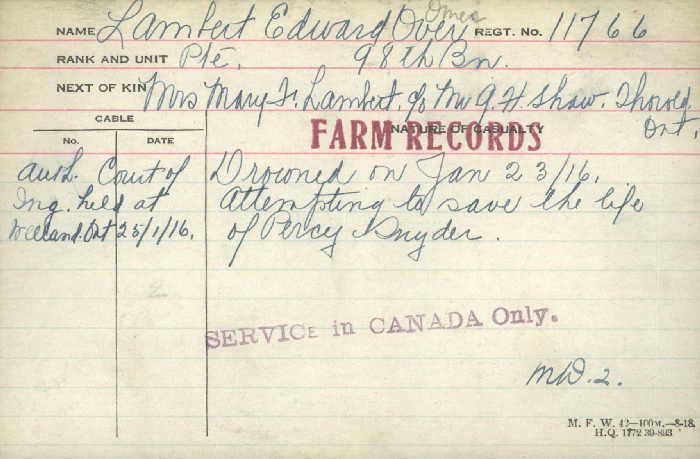 Omer
NAME Lambert Edward Over REGT. No. 11766
RANK AND UNIT Pte. 98th Bn.
NEXT OF KIN Mrs Mary F. Lambert. c/o Mr G. H. Shaw. Thorold
Ont.
CABLE
NATURE OF CASUALTY
FARM RECORDS
No. DATE
auth. Court of
Inq. held at
Welland. Ont 25/1/16.
Drowned on Jan 23/16.
Attempting to save the life
of Percy Snyder.
SERVICE in CANADA Only.
MD. 2.
M. F. W. 42—100M.—8-18.
H.Q. 1772 39-893